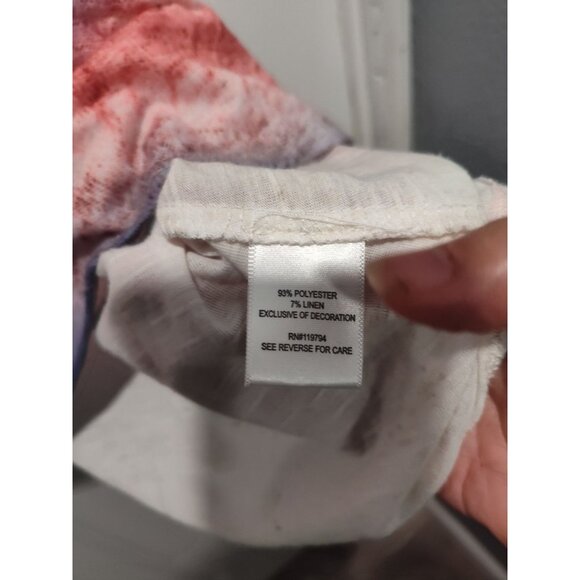 93% POLYESTER
7% LINEN
EXCLUSIVE OF DECORATION
RN#119794
SEE REVERSE FOR CARE